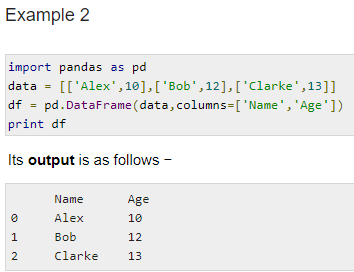 Example 2
import pandas as pd
data = [['Alex',10],['Bob',12],['Clarke',13]]
df = pd.DataFrame(data,columns=['Name','Age'])
print df
Its output is as follows −
Name Age
0 Alex 10
1 Bob 12
2 Clarke 13